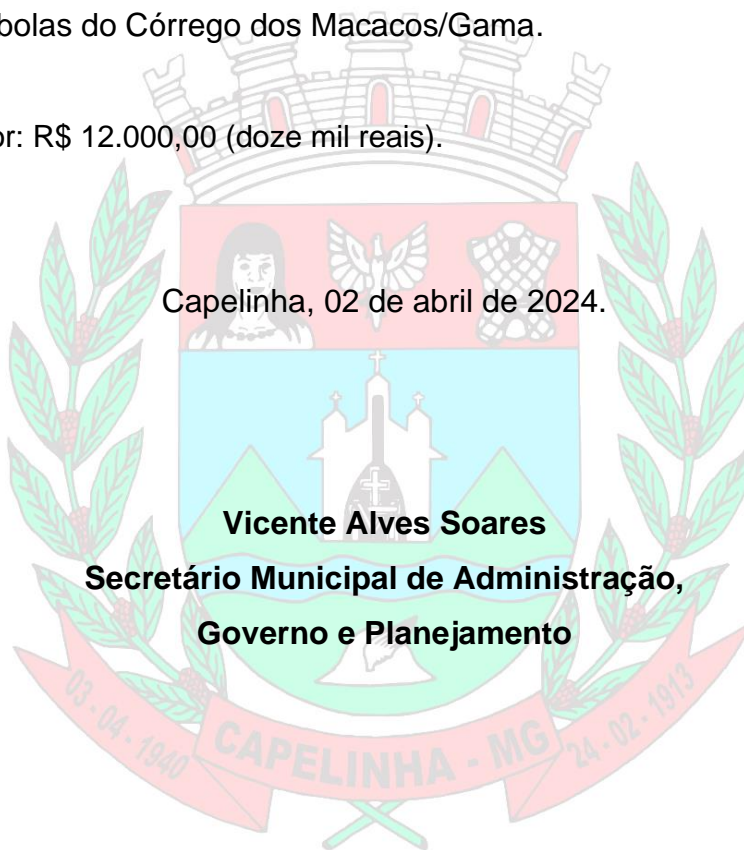 bolas do Córrego dos Macacos/Gama.
or: R$ 12.000,00 (doze mil reais).
Capelinha, 02 de abril de 2024.
Vicente Alves Soares
Secretário Municipal de Administração,
Governo e Planejamento
03-04-1940 CAPELINHA - MG 24-02-1913